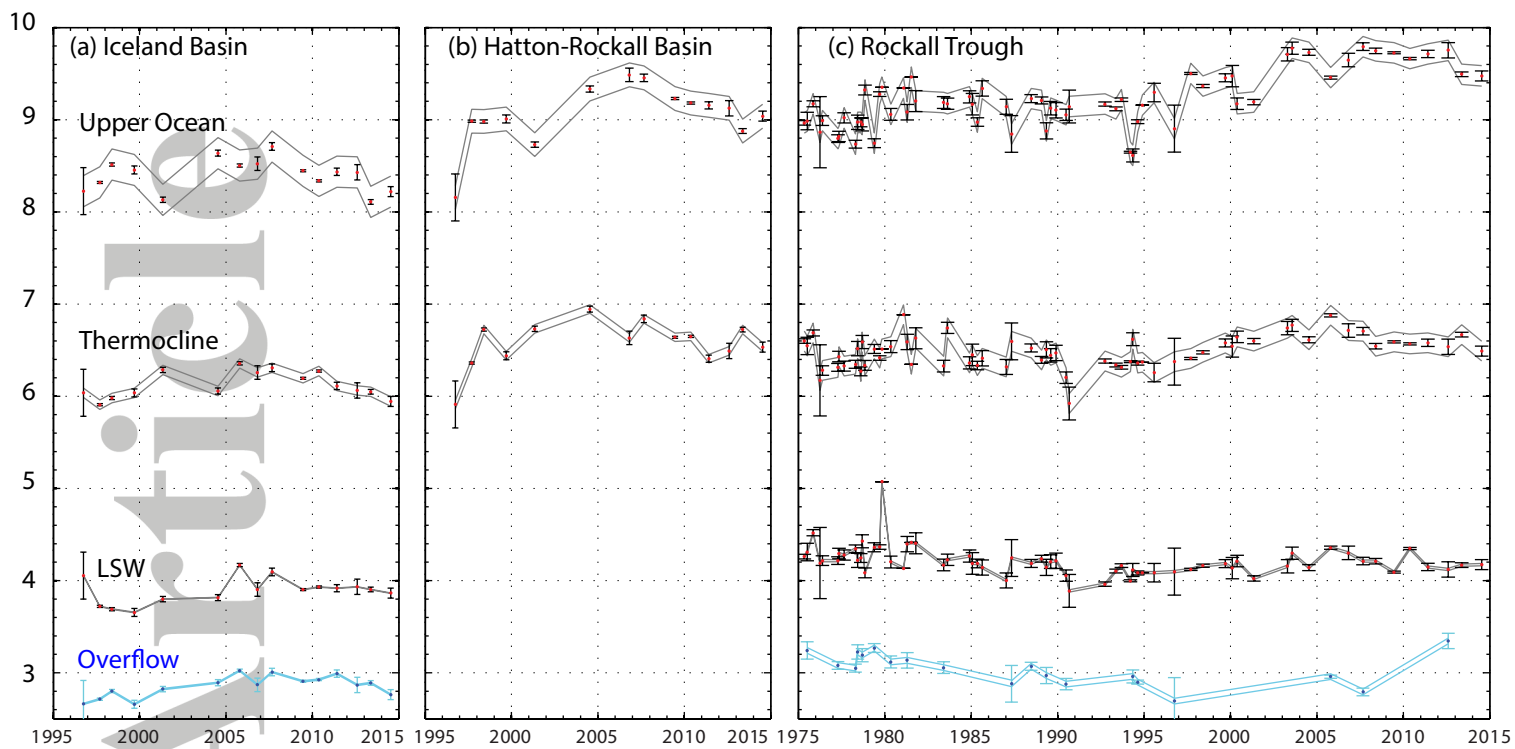 10
9
8
7
6
5
4
3
(a) Iceland Basin
(b) Hatton-Rockall Basin
(c) Rockall Trough
Upper Ocean
Thermocline
LSW
Overflow
Article
1995 2000 2005 2010 2015
1995 2000 2005 2010 2015
1975 1980 1985 1990 1995 2000 2005 2010 2015